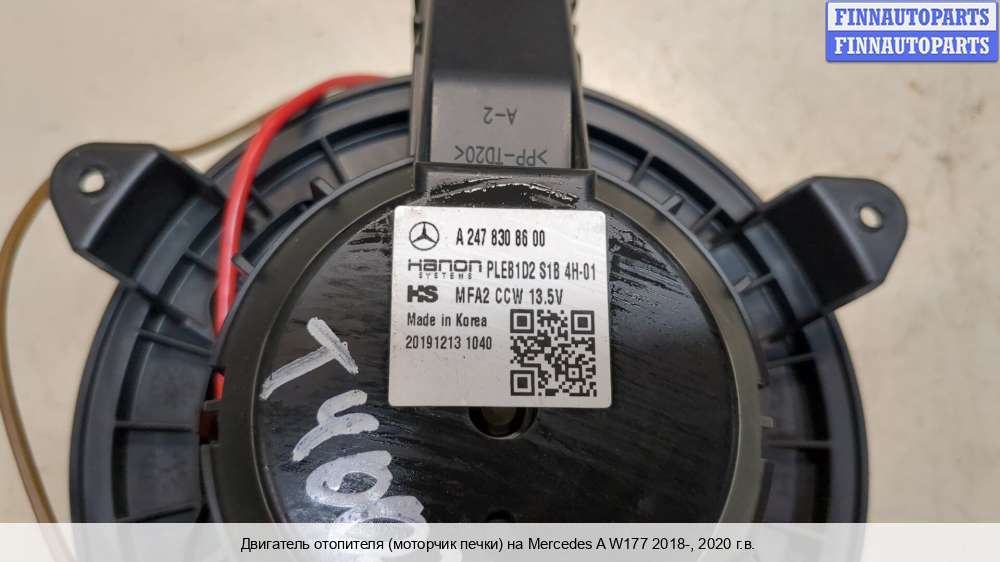 FINNAUTOPARTS
FINNAUTOPARTS
A-2
>PP-TD20<
A 247 830 86 00
Hanon PLEB1D2 S1B 4H-01
SYSTEMS
HS MFA2 CCW 13.5V
Made in Korea
20191213 1040
Двигатель отопителя (моторчик печки) на Mercedes A W177 2018-, 2020 г.в.